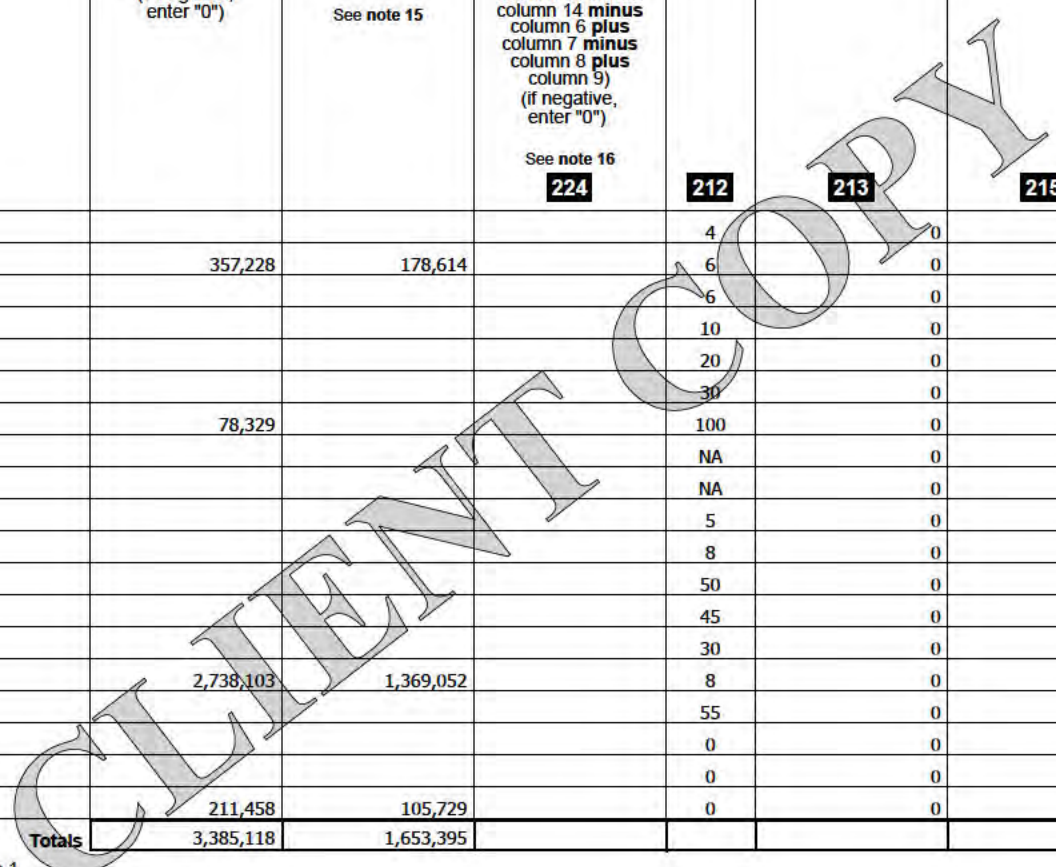 enter "0")
See note 15
column 14 minus
column 6 plus
column 7 minus
column 8 plus
column 9)
(if negative,
enter "0")
See note 16
224 212 213 215
4 0
357,228 178,614 6 0
6 0
10 0
20 0
30 0
78,329 100 0
NA 0
NA 0
5 0
8 0
50 0
45 0
30 0
2,738,103 1,369,052 8 0
55 0
0 0
0 0
211,458 105,729 0 0
Totals 3,385,118 1,653,395
CLIENT COPY